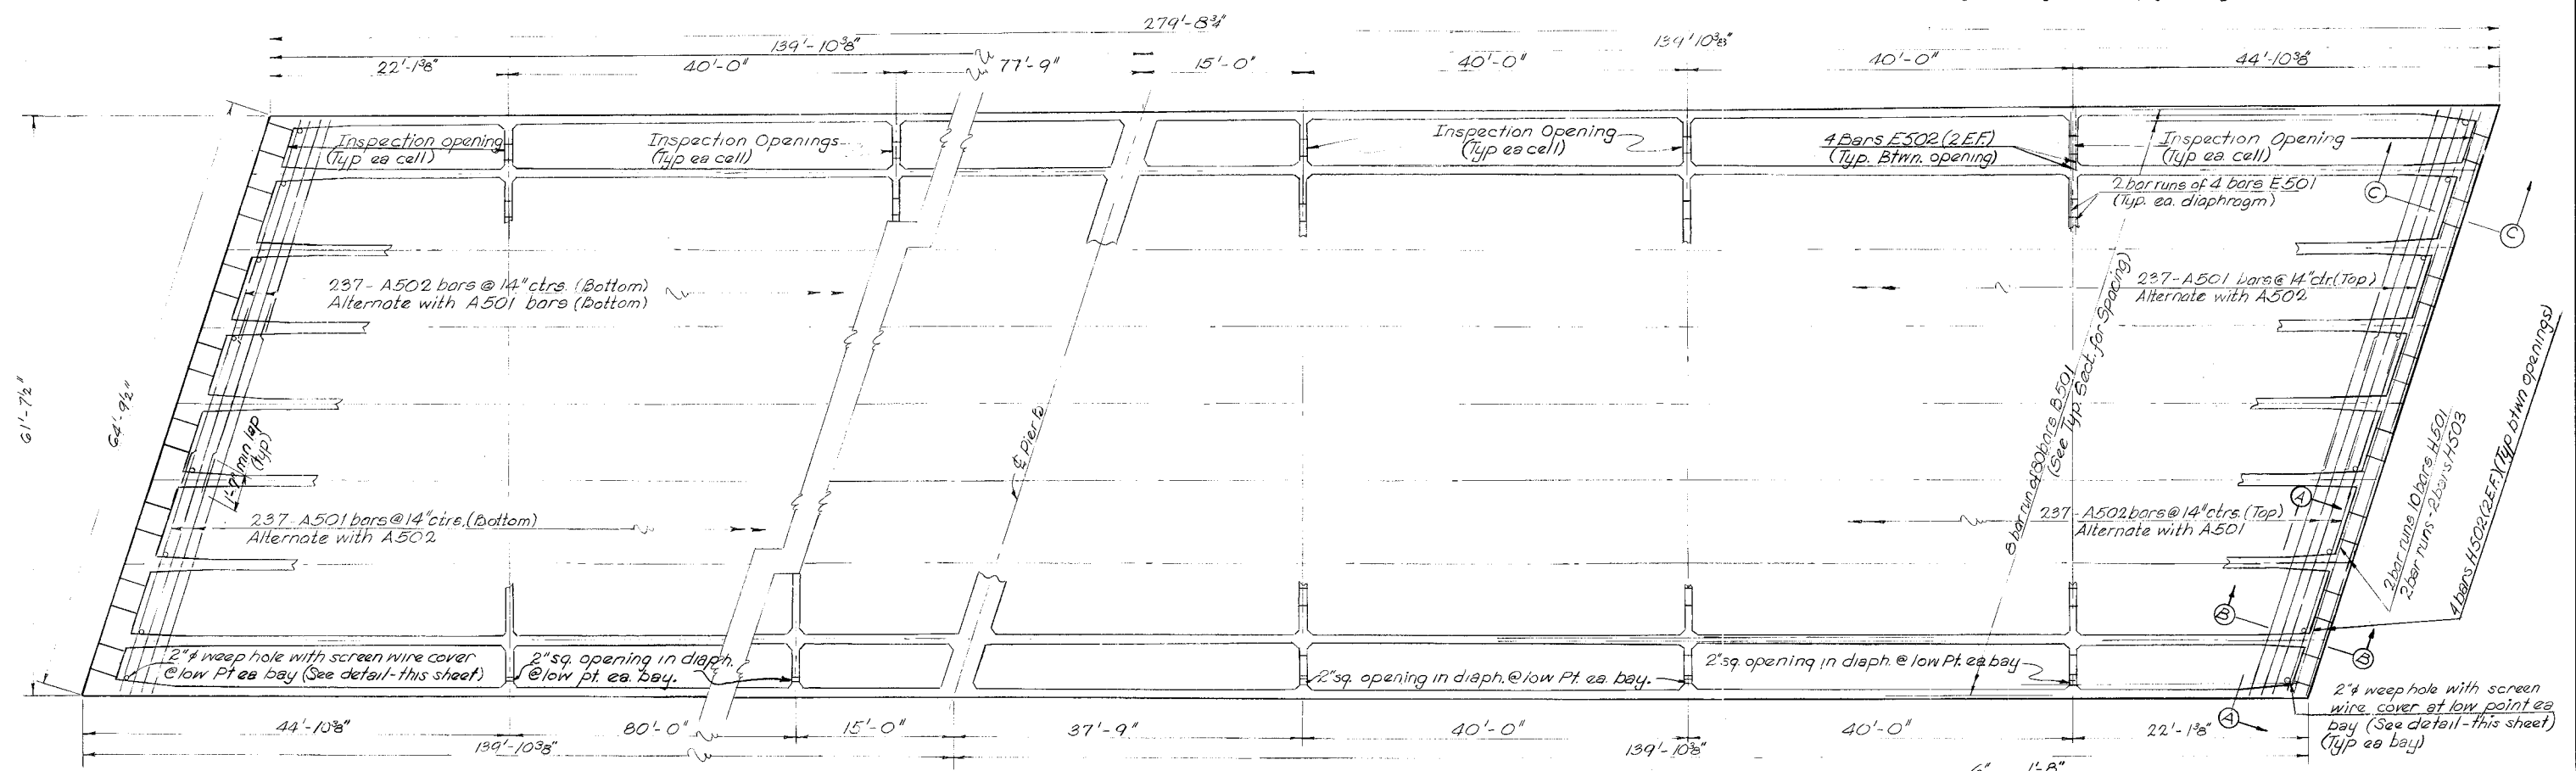 279'-8¾"
139'-10⅜"
139'10⅜"
22'-1⅜"
40'-0"
77'-9"
15'-0"
40'-0"
40'-0"
44'-10⅜"
Inspection opening
(Typ ea cell)
Inspection Openings
(Typ ea cell)
Inspection Opening
(Typ ea cell)
4 Bars E502 (2 E.F.)
(Typ. Btwn. opening)
Inspection Opening
(Typ ea. cell)
2 bar runs of 4 bars E501
(Typ. ea. diaphragm)
C
C
237- A502 bars @ 14" ctrs. (Bottom)
Alternate with A501 bars (Bottom)
237-A501 bars @ 14" ctr. (Top)
Alternate with A502
61'-7½"
64'-9½"
1'-9" min lap
(typ)
₵ Pier B
8 bar run of 80 bars B501
(See Typ. Sect. for Spacing)
237-A501 bars @ 14" ctrs. (Bottom)
Alternate with A502
237-A502 bars @ 14" ctrs. (Top)
Alternate with A501
A
2 bar runs 10 bars H501
2 bar runs - 2 bars H503
4 bars H502 (2 E.F.) (Typ btwn openings)
B
B
2"φ weep hole with screen wire cover
@ low Pt ea bay (See detail-this sheet)
2" sq. opening in diaph.
@ low pt. ea. bay.
2" sq. opening in diaph. @ low Pt. ea. bay.
2" sq. opening in diaph. @ low Pt. ea bay
2"φ weep hole with screen
wire cover at low point ea
bay (See detail-this sheet)
(Typ ea bay)
A
44'-10⅜"
80'-0"
15'-0"
37'-9"
40'-0"
40'-0"
22'-1⅜"
139'-10⅜"
139'-10⅜"
6"
1'-8"